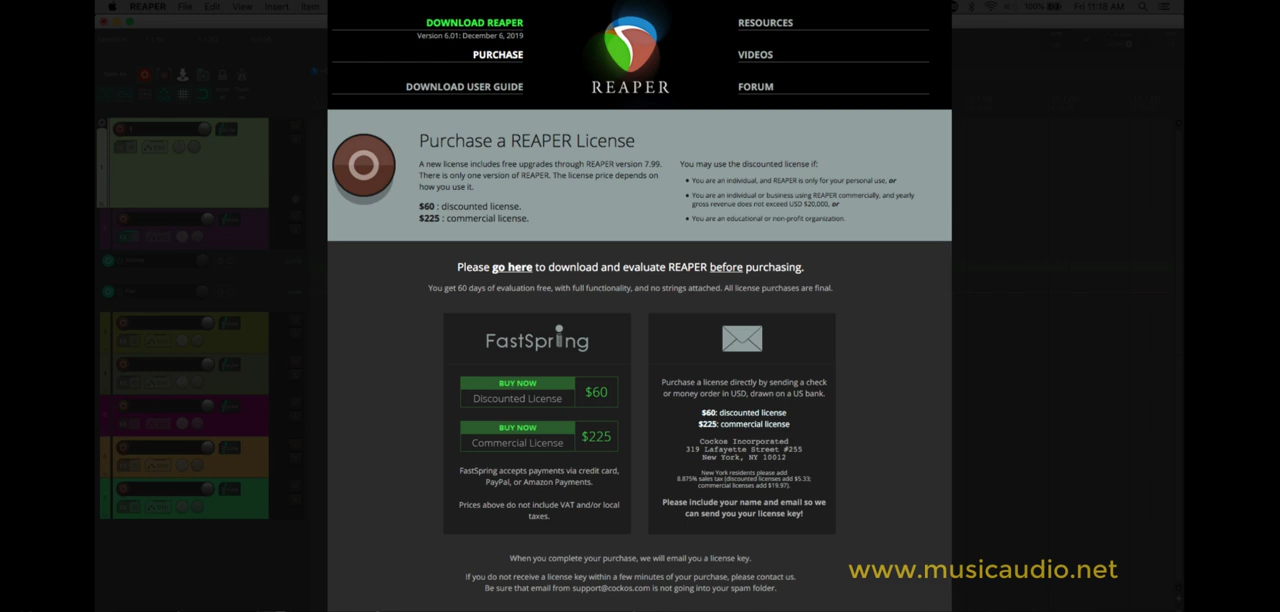 REAPER File Edit View Insert Item
100% Fri 11:18 AM
DOWNLOAD REAPER
Version 6.01: December 6, 2019
PURCHASE
DOWNLOAD USER GUIDE
REAPER
RESOURCES
VIDEOS
FORUM
Purchase a REAPER License
A new license includes free upgrades through REAPER version 7.99.
There is only one version of REAPER. The license price depends on
how you use it.
$60 : discounted license.
$225 : commercial license.
You may use the discounted license if:
• You are an individual, and REAPER is only for your personal use, or
• You are an individual or business using REAPER commercially, and yearly
gross revenue does not exceed USD $20,000, or
• You are an educational or non-profit organization.
Please go here to download and evaluate REAPER before purchasing.
You get 60 days of evaluation free, with full functionality, and no strings attached. All license purchases are final.
FastSpring
BUY NOW
Discounted License
$60
BUY NOW
Commercial License
$225
FastSpring accepts payments via credit card,
PayPal, or Amazon Payments.
Prices above do not include VAT and/or local
taxes.
Purchase a license directly by sending a check
or money order in USD, drawn on a US bank.
$60: discounted license
$225: commercial license
Cockos Incorporated
319 Lafayette Street #255
New York, NY 10012
New York residents please add
8.875% sales tax (discounted licenses add $5.33;
commercial licenses add $19.97).
Please include your name and email so we
can send you your license key!
When you complete your purchase, we will email you a license key.
If you do not receive a license key within a few minutes of your purchase, please contact us.
Be sure that email from support@cockos.com is not going into your spam folder.
www.musicaudio.net